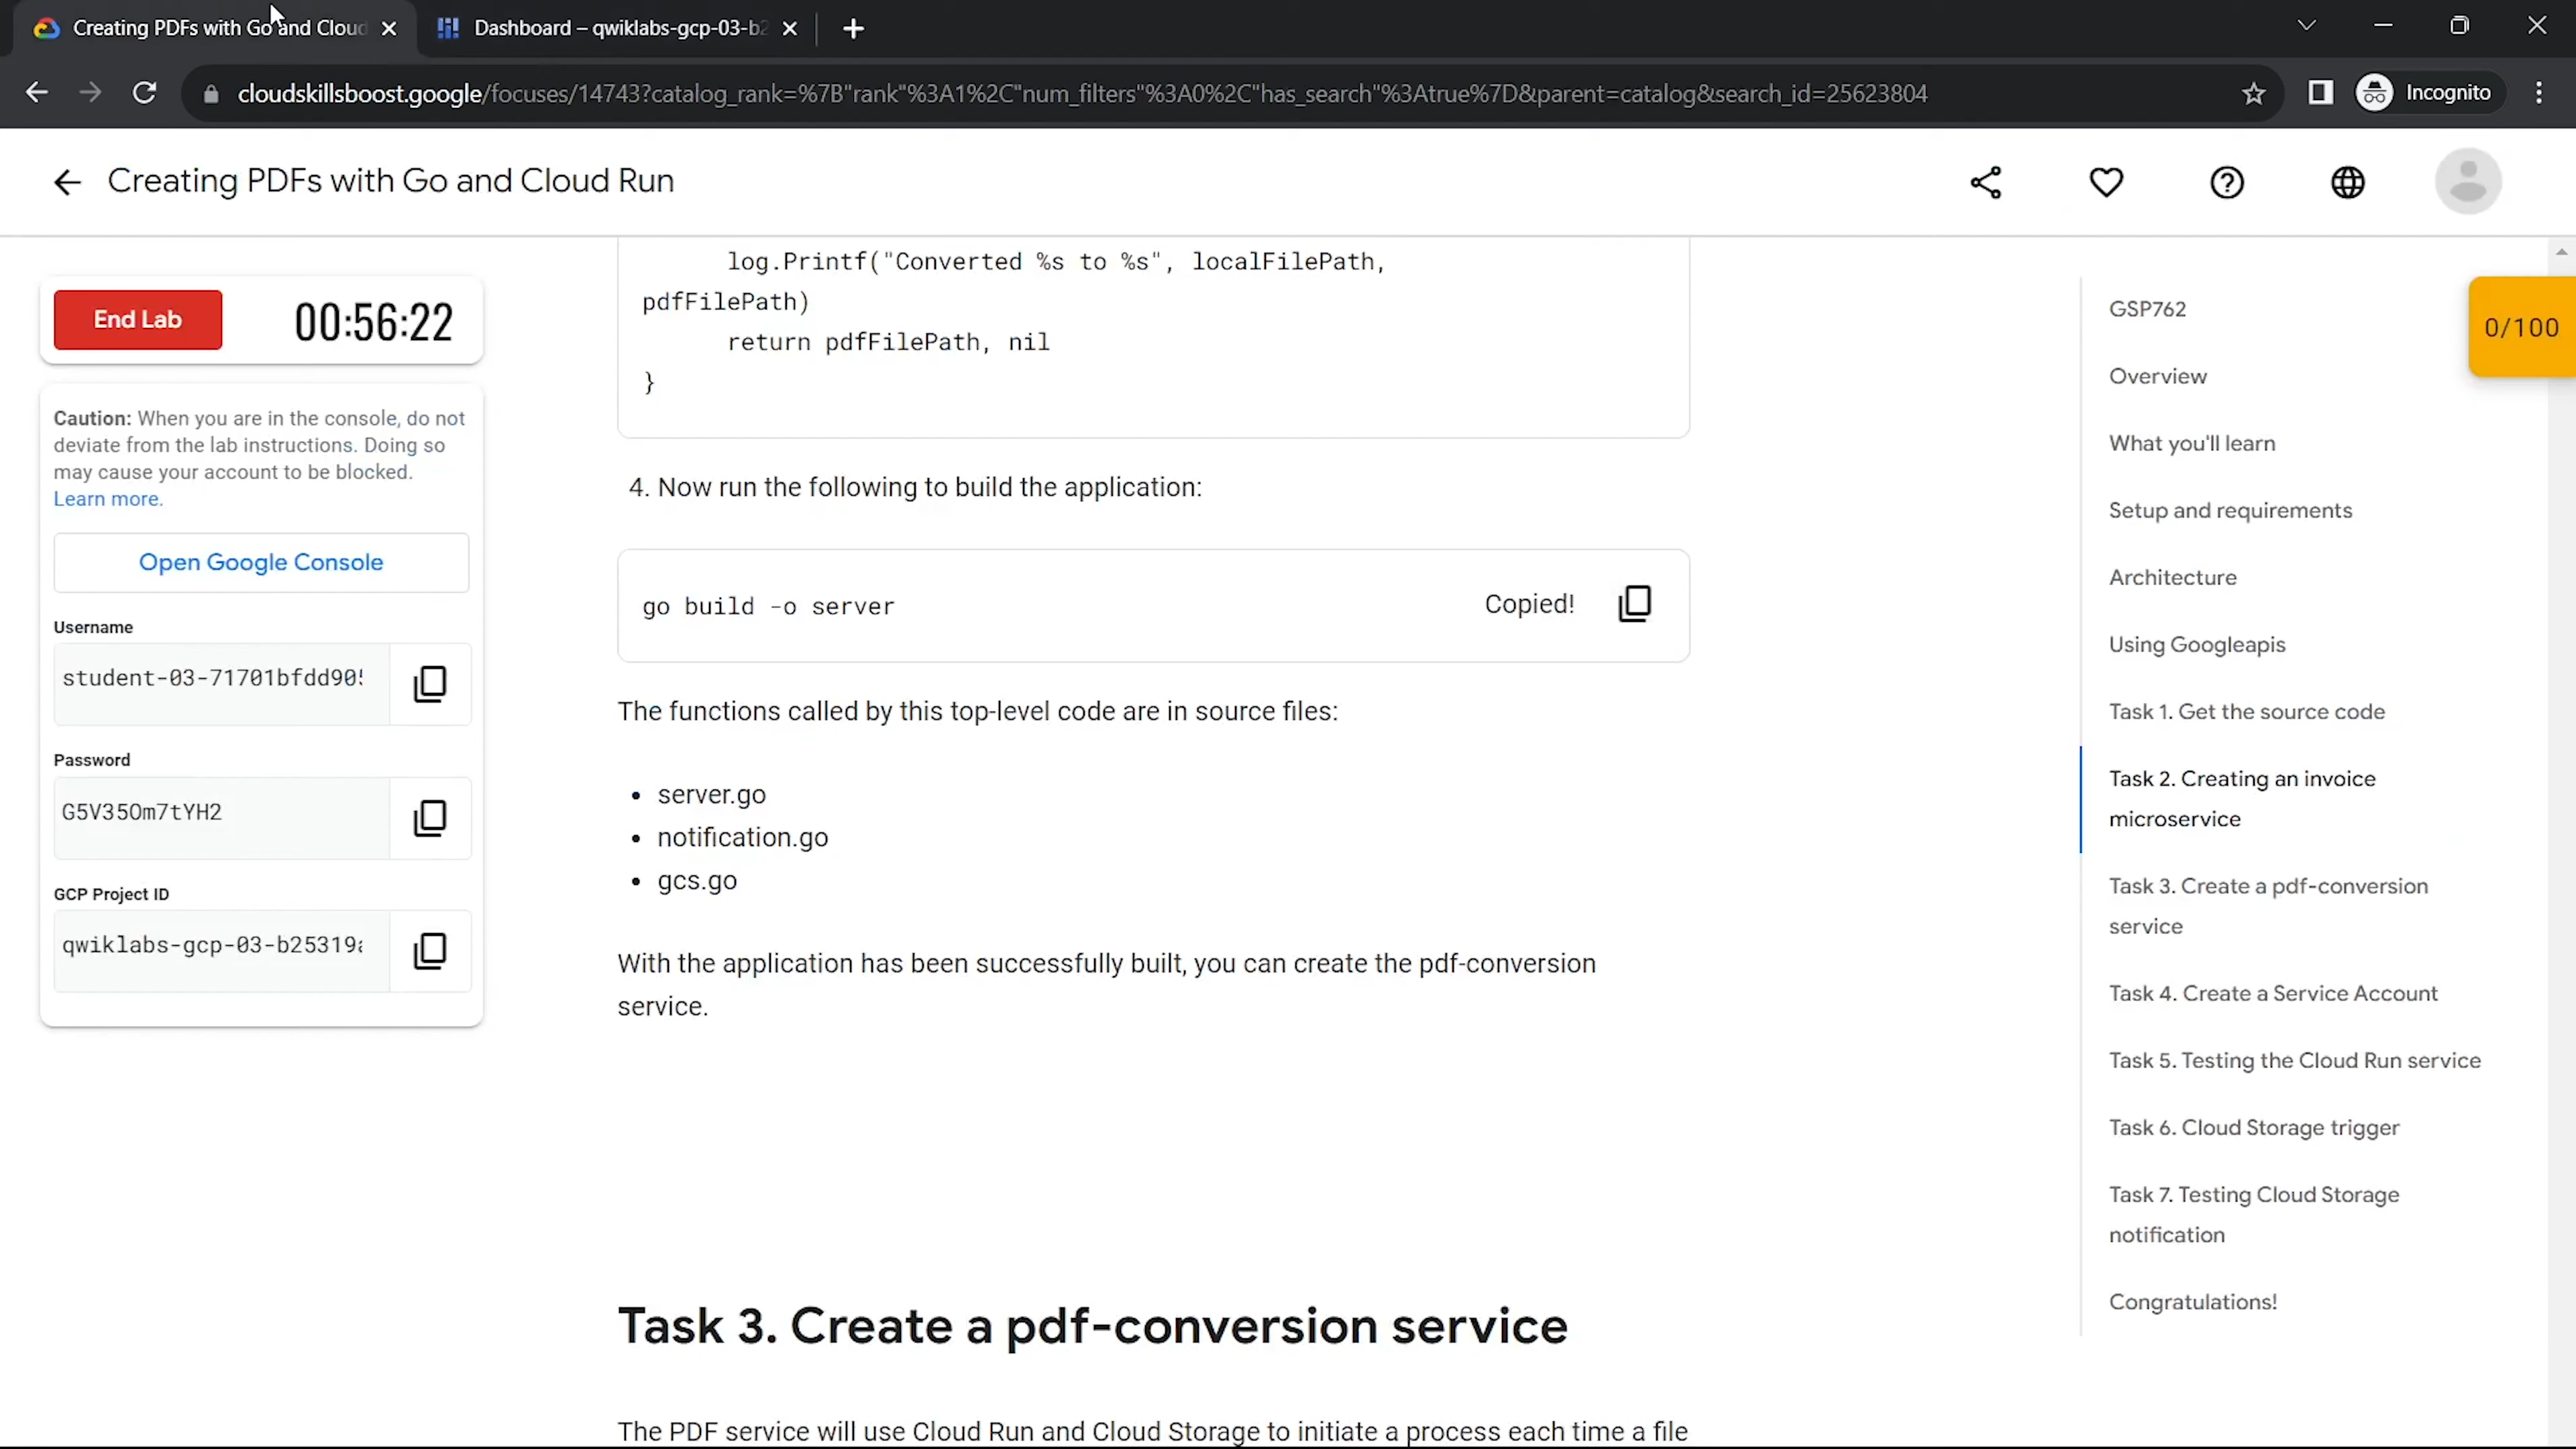 Creating PDFs with Go and Cloud
Dashboard – qwiklabs-gcp-03-b2
cloudskillsboost.google/focuses/14743?catalog_rank=%7B"rank"%3A1%2C"num_filters"%3A0%2C"has_search"%3Atrue%7D&parent=catalog&search_id=25623804
Incognito
Creating PDFs with Go and Cloud Run
End Lab
00:56:22
Caution: When you are in the console, do not
deviate from the lab instructions. Doing so
may cause your account to be blocked.
Learn more.
Open Google Console
Username
student-03-71701bfdd905
Password
G5V35Om7tYH2
GCP Project ID
qwiklabs-gcp-03-b25319a
log.Printf("Converted %s to %s", localFilePath,
pdfFilePath)
return pdfFilePath, nil
}
4. Now run the following to build the application:
go build -o server
Copied!
The functions called by this top-level code are in source files:
• server.go
• notification.go
• gcs.go
With the application has been successfully built, you can create the pdf-conversion
service.
Task 3. Create a pdf-conversion service
The PDF service will use Cloud Run and Cloud Storage to initiate a process each time a file
GSP762
Overview
What you'll learn
Setup and requirements
Architecture
Using Googleapis
Task 1. Get the source code
Task 2. Creating an invoice
microservice
Task 3. Create a pdf-conversion
service
Task 4. Create a Service Account
Task 5. Testing the Cloud Run service
Task 6. Cloud Storage trigger
Task 7. Testing Cloud Storage
notification
Congratulations!
0/100